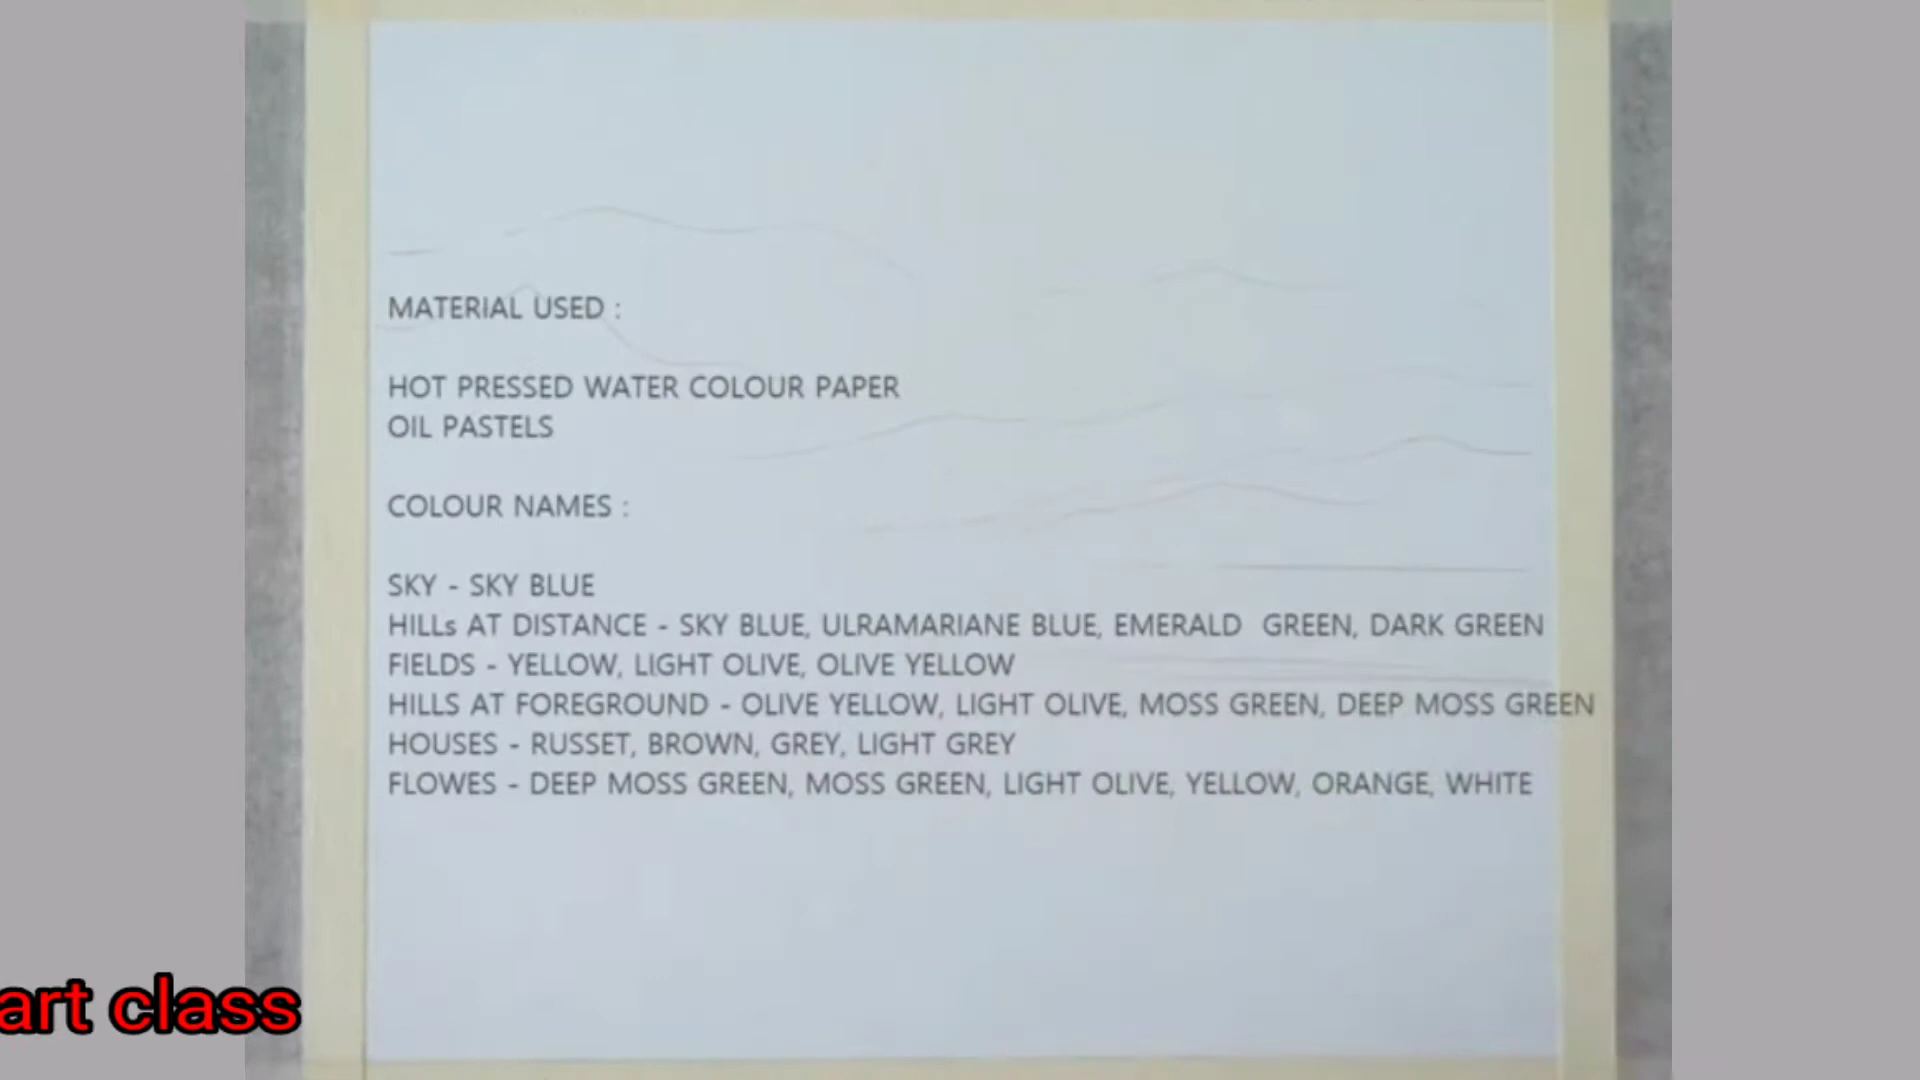 MATERIAL USED :
HOT PRESSED WATER COLOUR PAPER
OIL PASTELS
COLOUR NAMES :
SKY - SKY BLUE
HILLs AT DISTANCE - SKY BLUE, ULRAMARIANE BLUE, EMERALD  GREEN, DARK GREEN
FIELDS - YELLOW, LIGHT OLIVE, OLIVE YELLOW
HILLS AT FOREGROUND - OLIVE YELLOW, LIGHT OLIVE, MOSS GREEN, DEEP MOSS GREEN
HOUSES - RUSSET, BROWN, GREY, LIGHT GREY
FLOWES - DEEP MOSS GREEN, MOSS GREEN, LIGHT OLIVE, YELLOW, ORANGE, WHITE
art class